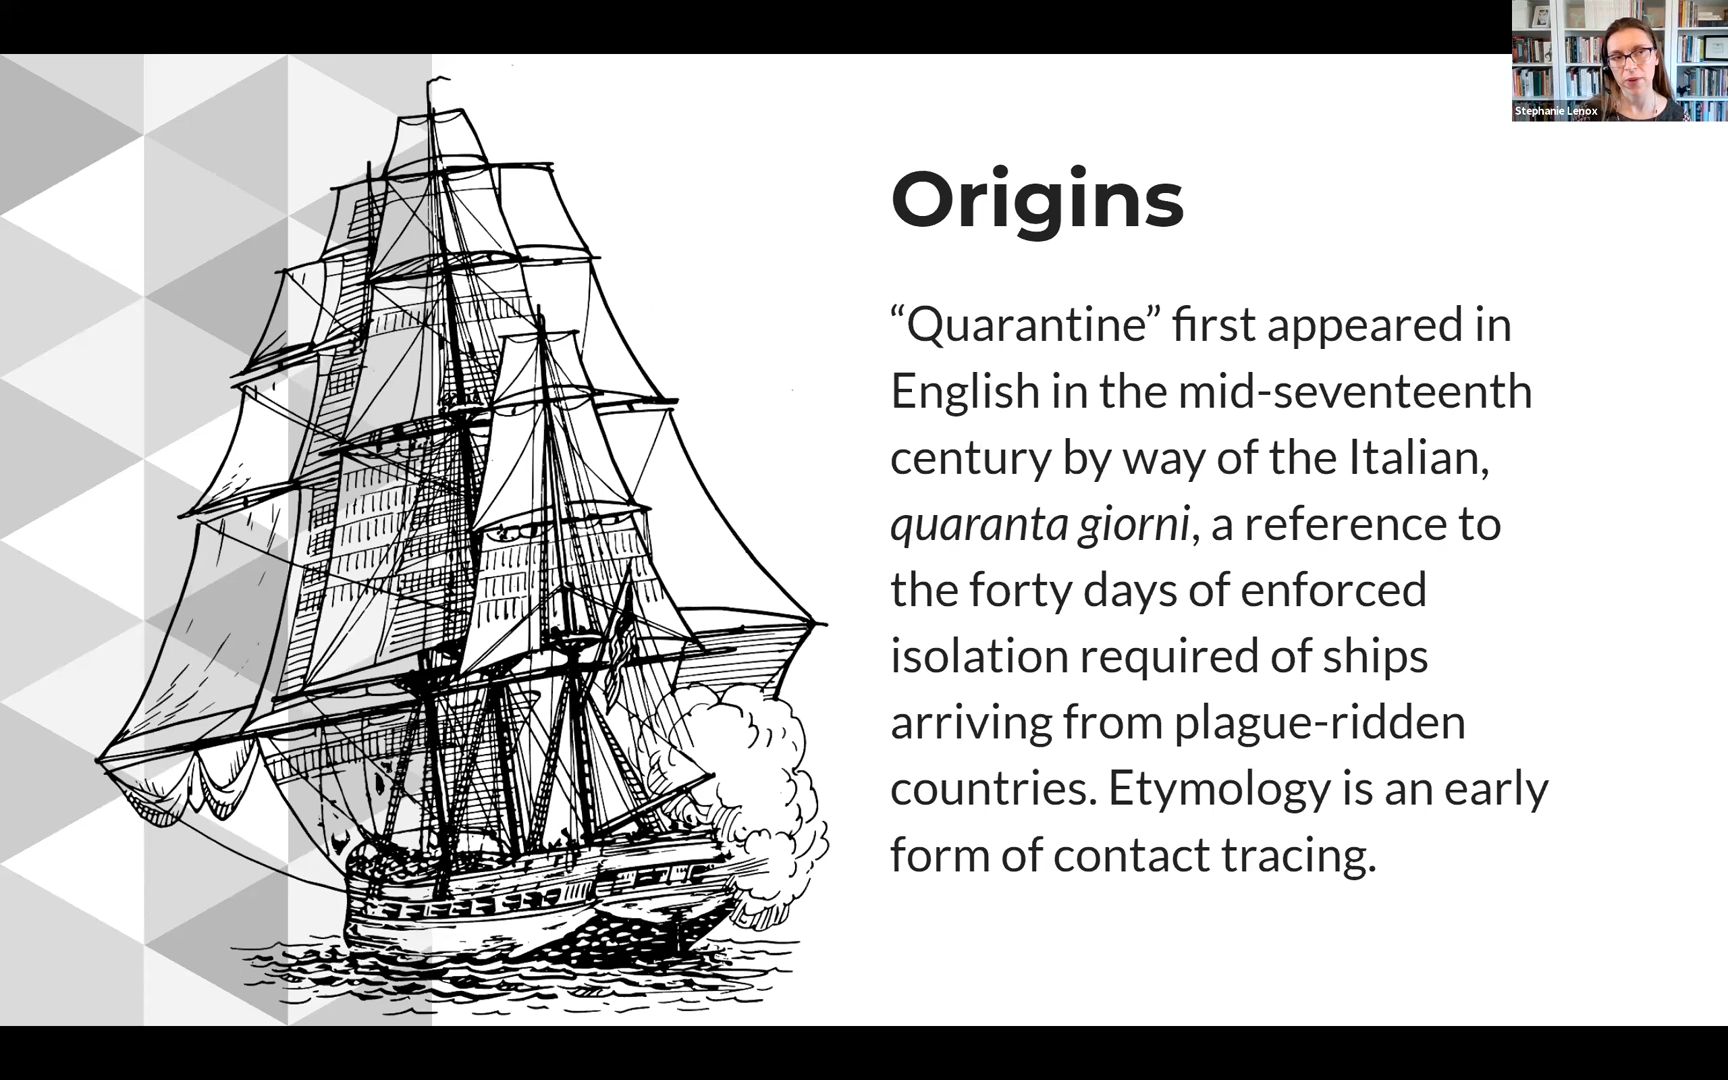 Stephanie Lenox
Origins
“Quarantine” first appeared in
English in the mid-seventeenth
century by way of the Italian,
quaranta giorni, a reference to
the forty days of enforced
isolation required of ships
arriving from plague-ridden
countries. Etymology is an early
form of contact tracing.